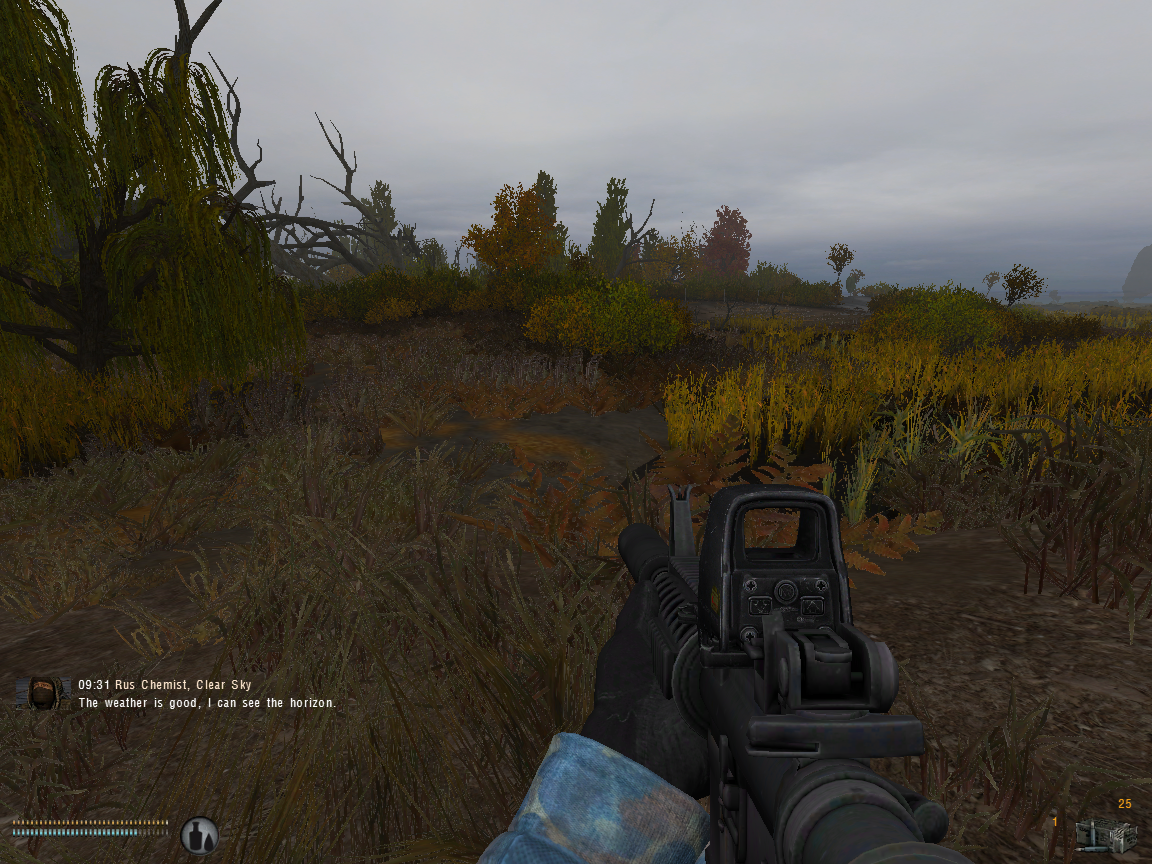 09:31 Rus Chemist, Clear Sky
The weather is good, I can see the horizon.
25
1